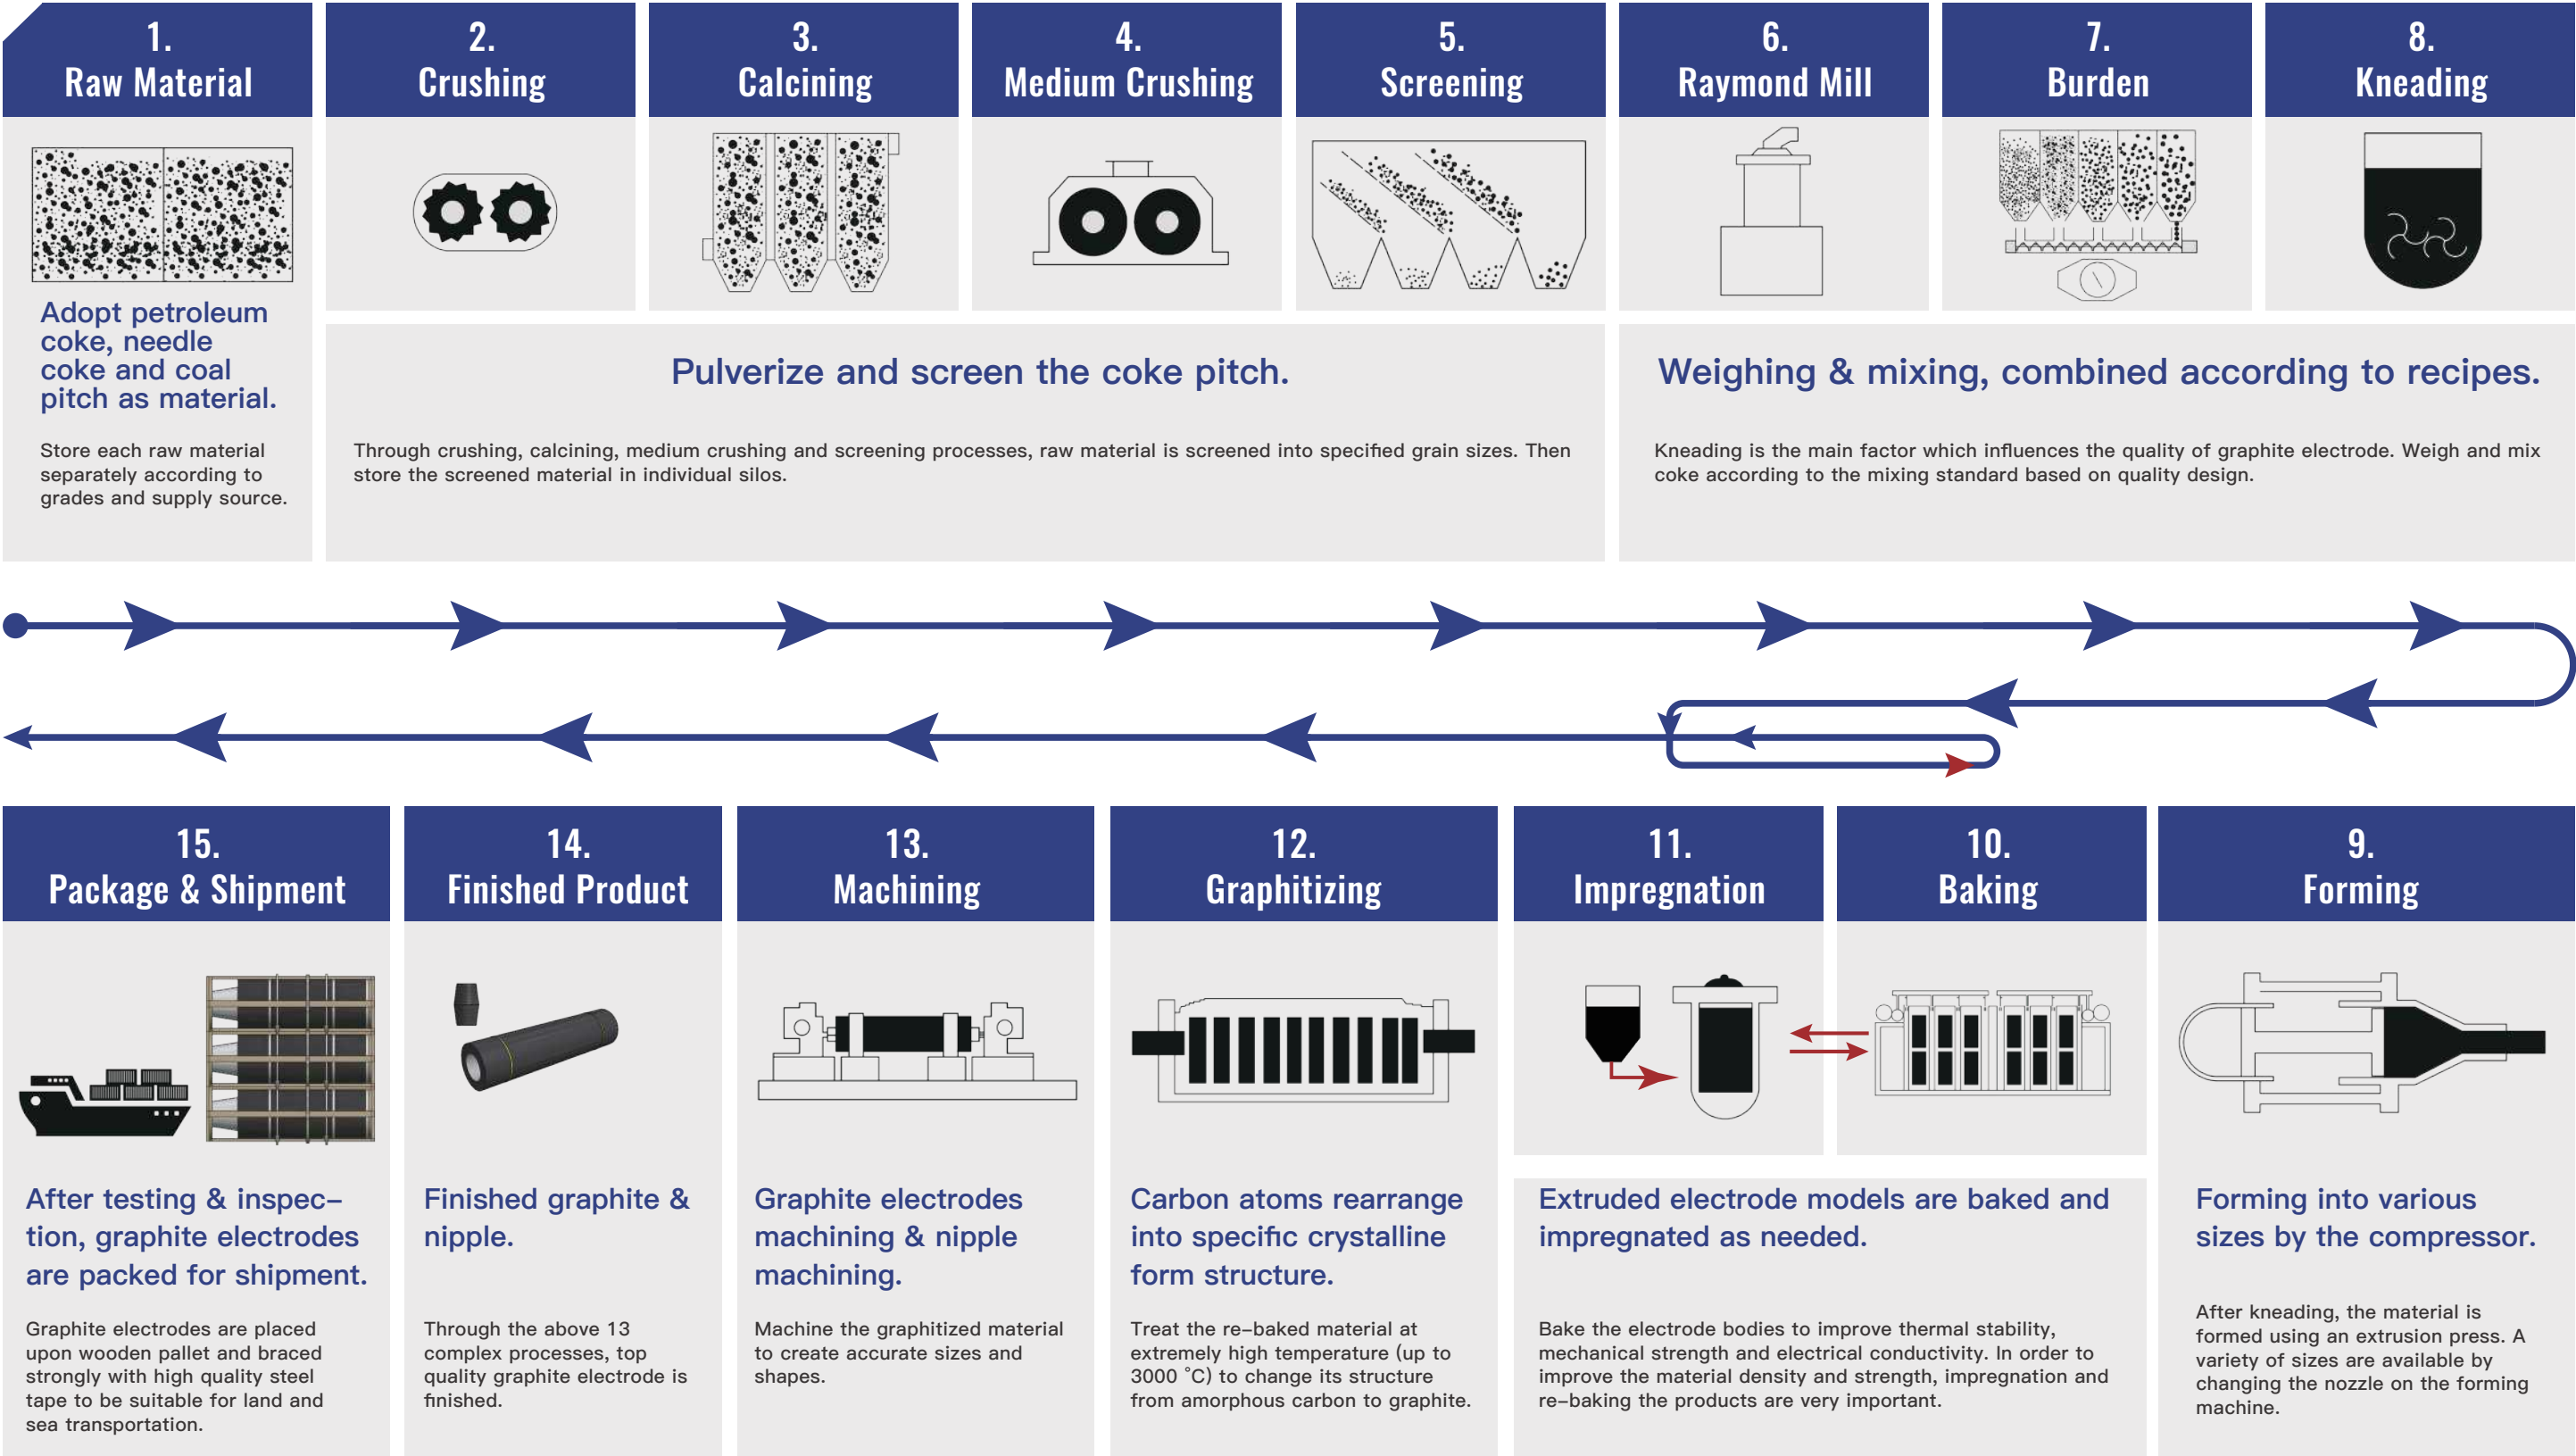 1.
Raw Material
2.
Crushing
3.
Calcining
4.
Medium Crushing
5.
Screening
6.
Raymond Mill
7.
Burden
8.
Kneading
Adopt petroleum
coke, needle
coke and coal
pitch as material.
Store each raw material
separately according to
grades and supply source.
Pulverize and screen the coke pitch.
Through crushing, calcining, medium crushing and screening processes, raw material is screened into specified grain sizes. Then
store the screened material in individual silos.
Weighing & mixing, combined according to recipes.
Kneading is the main factor which influences the quality of graphite electrode. Weigh and mix
coke according to the mixing standard based on quality design.
15.
Package & Shipment
14.
Finished Product
13.
Machining
12.
Graphitizing
11.
Impregnation
10.
Baking
9.
Forming
After testing & inspec–
tion, graphite electrodes
are packed for shipment.
Graphite electrodes are placed
upon wooden pallet and braced
strongly with high quality steel
tape to be suitable for land and
sea transportation.
Finished graphite &
nipple.
Through the above 13
complex processes, top
quality graphite electrode is
finished.
Graphite electrodes
machining & nipple
machining.
Machine the graphitized material
to create accurate sizes and
shapes.
Carbon atoms rearrange
into specific crystalline
form structure.
Treat the re–baked material at
extremely high temperature (up to
3000 °C) to change its structure
from amorphous carbon to graphite.
Extruded electrode models are baked and
impregnated as needed.
Bake the electrode bodies to improve thermal stability,
mechanical strength and electrical conductivity. In order to
improve the material density and strength, impregnation and
re–baking the products are very important.
Forming into various
sizes by the compressor.
After kneading, the material is
formed using an extrusion press. A
variety of sizes are available by
changing the nozzle on the forming
machine.